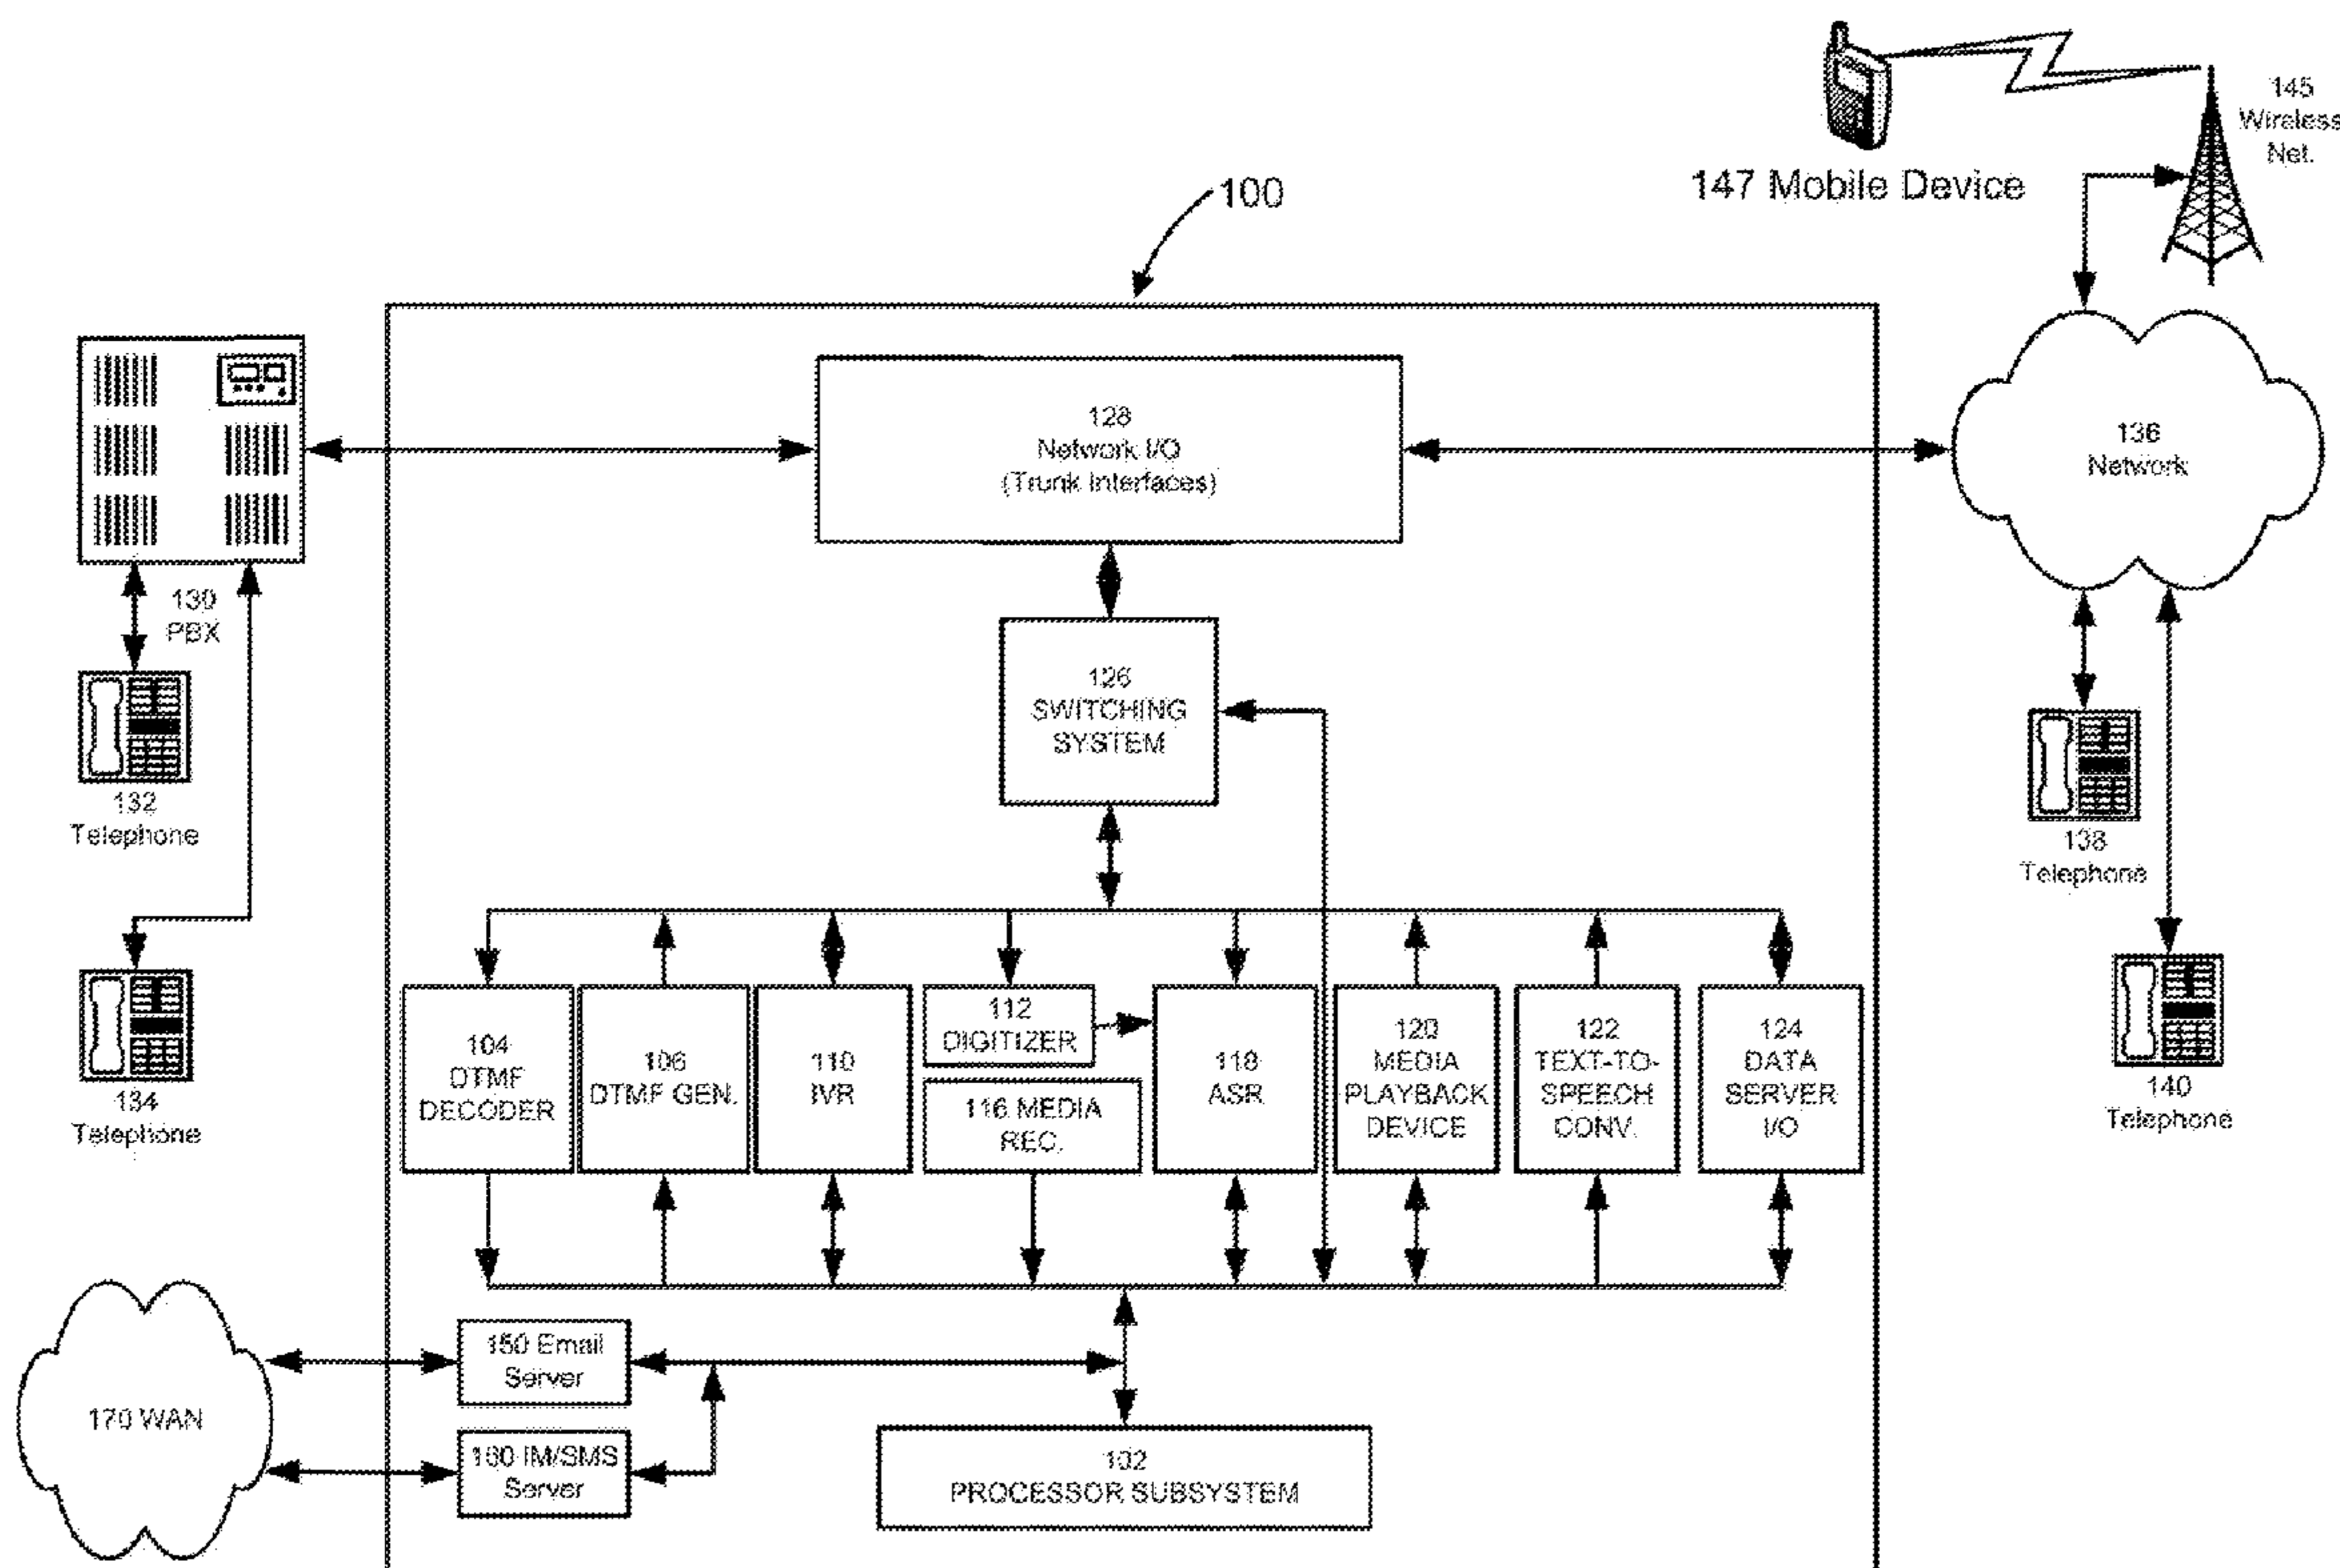 145
Wireless
Net.
147 Mobile Device
100
128
Network I/O
(Trunk Interfaces)
136
Network
130
PBX
126
SWITCHING
SYSTEM
132
Telephone
138
Telephone
134
Telephone
104
DTMF
DECODER
106
DTMF GEN.
110
IVR
112
DIGITIZER
116 MEDIA
REC.
118
ASR
120
MEDIA
PLAYBACK
DEVICE
122
TEXT-TO-
SPEECH
CONV.
124
DATA
SERVER
I/O
140
Telephone
150 Email
Server
170 WAN
160 IM/SMS
Server
102
PROCESSOR SUBSYSTEM